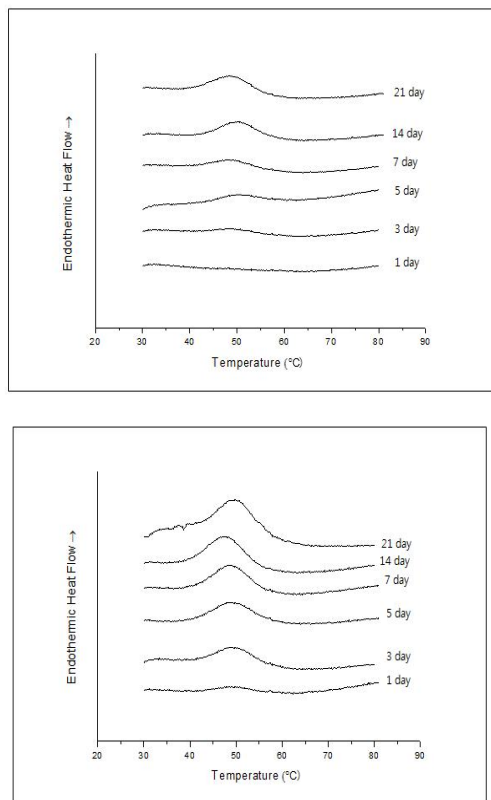 21 day
14 day
7 day
5 day
3 day
1 day
Endothermic Heat Flow →
20 30 40 50 60 70 80 90
Temperature (°C)
21 day
14 day
7 day
5 day
3 day
1 day
Endothermic Heat Flow →
20 30 40 50 60 70 80 90
Temperature (°C)